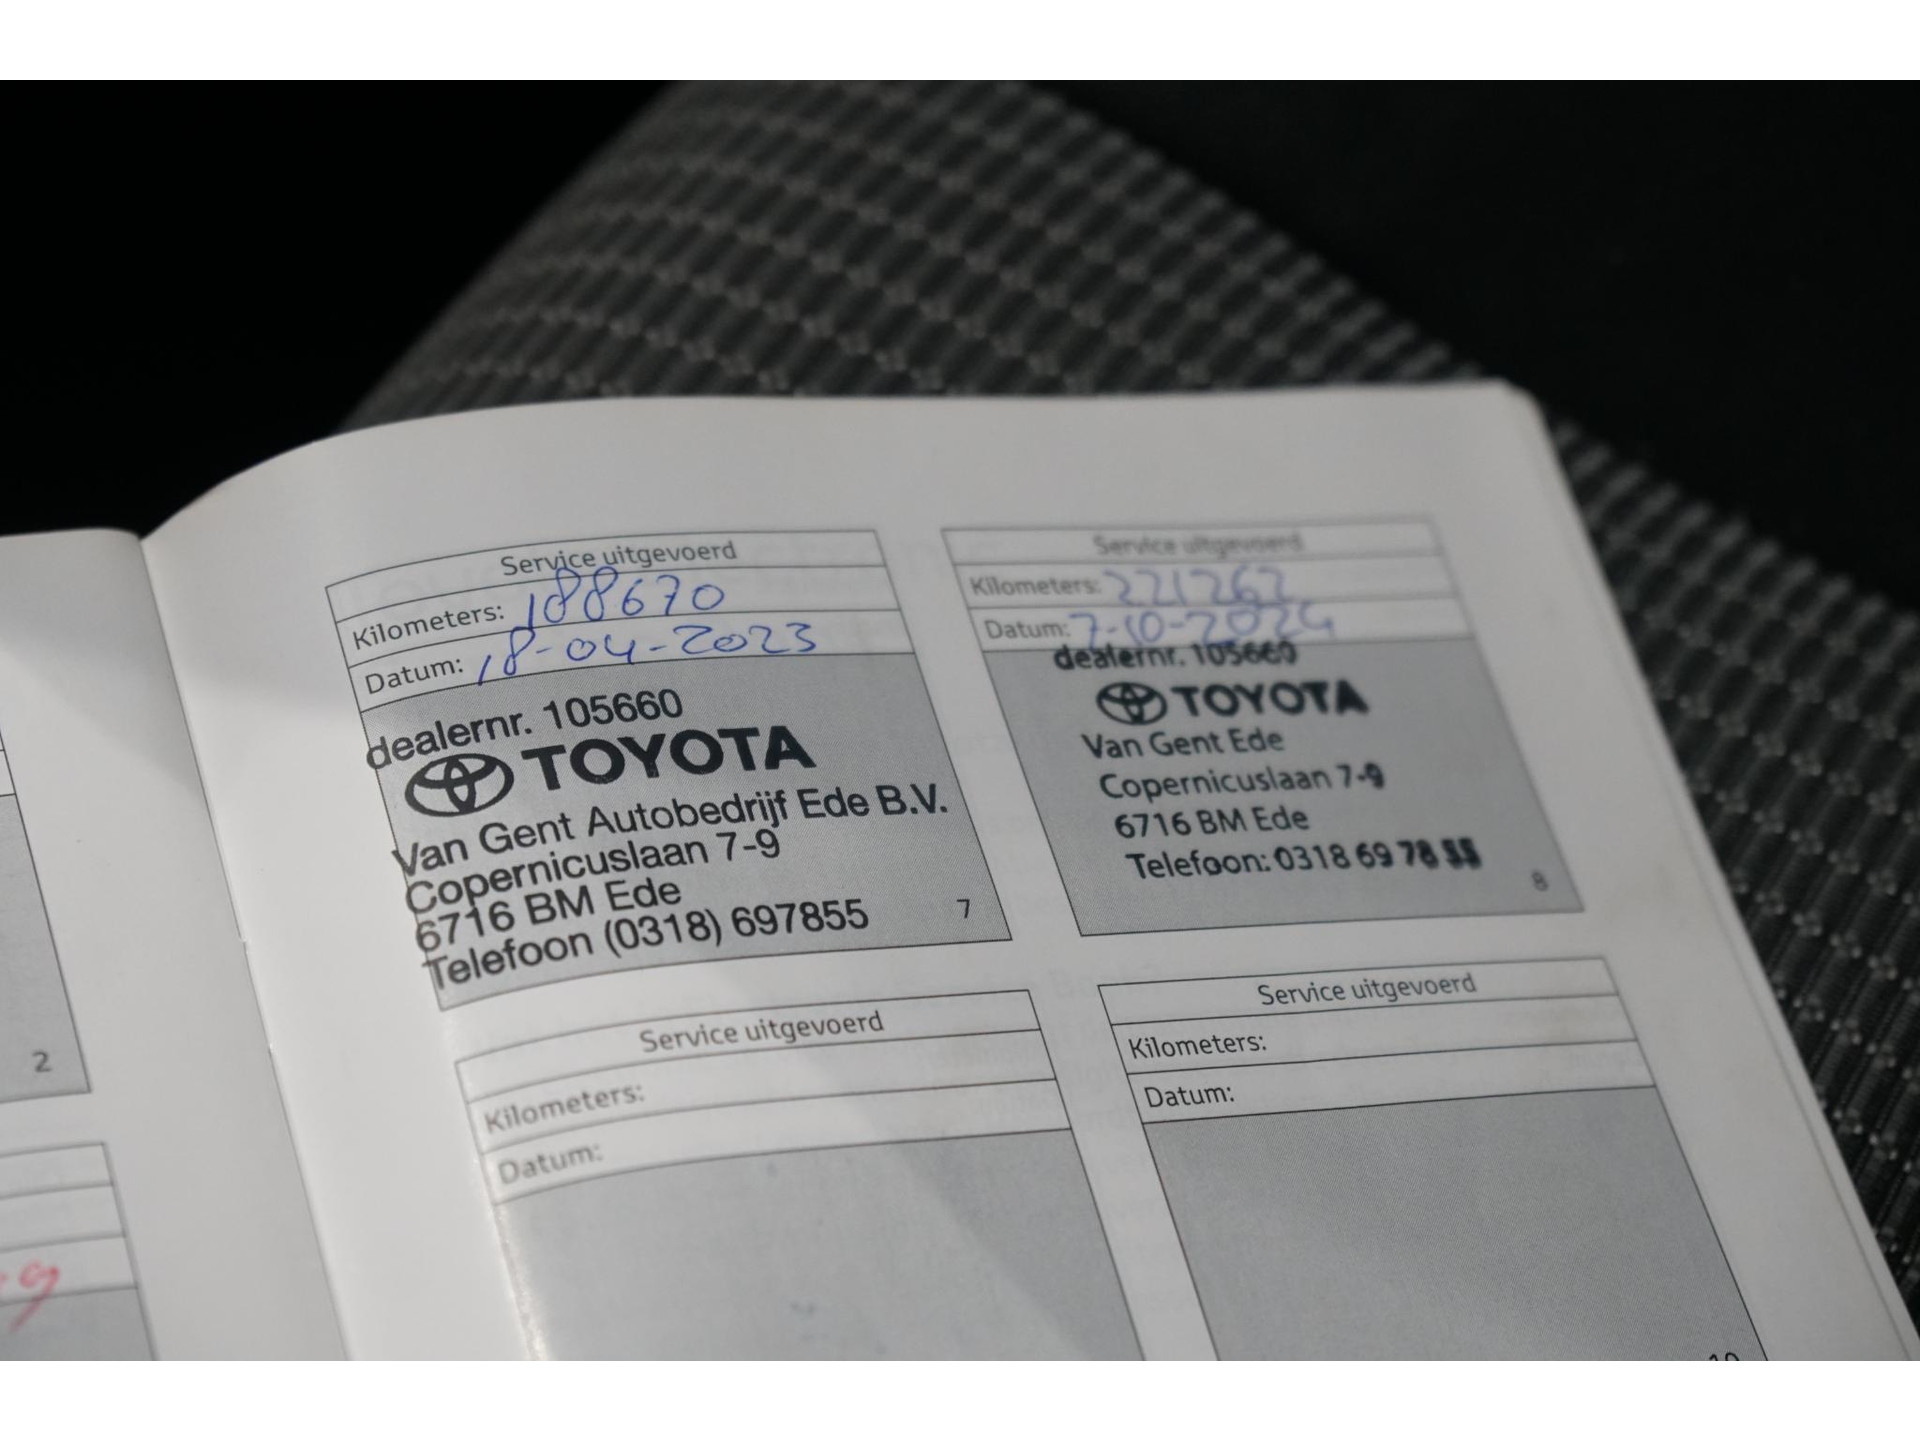 Service uitgevoerd
Kilometers: 188670
Datum: 18-04-2023
dealernr. 105660
TOYOTA
Van Gent Autobedrijf Ede B.V.
Copernicuslaan 7-9
6716 BM Ede
Telefoon (0318) 697855
7
Service uitgevoerd
Kilometers: 221262
Datum: 7-10-2024
dealernr. 105660
TOYOTA
Van Gent Ede
Copernicuslaan 7-9
6716 BM Ede
Telefoon: 0318 69 78 55
8
Service uitgevoerd
Kilometers:
Datum:
Service uitgevoerd
Kilometers:
Datum:
10
2